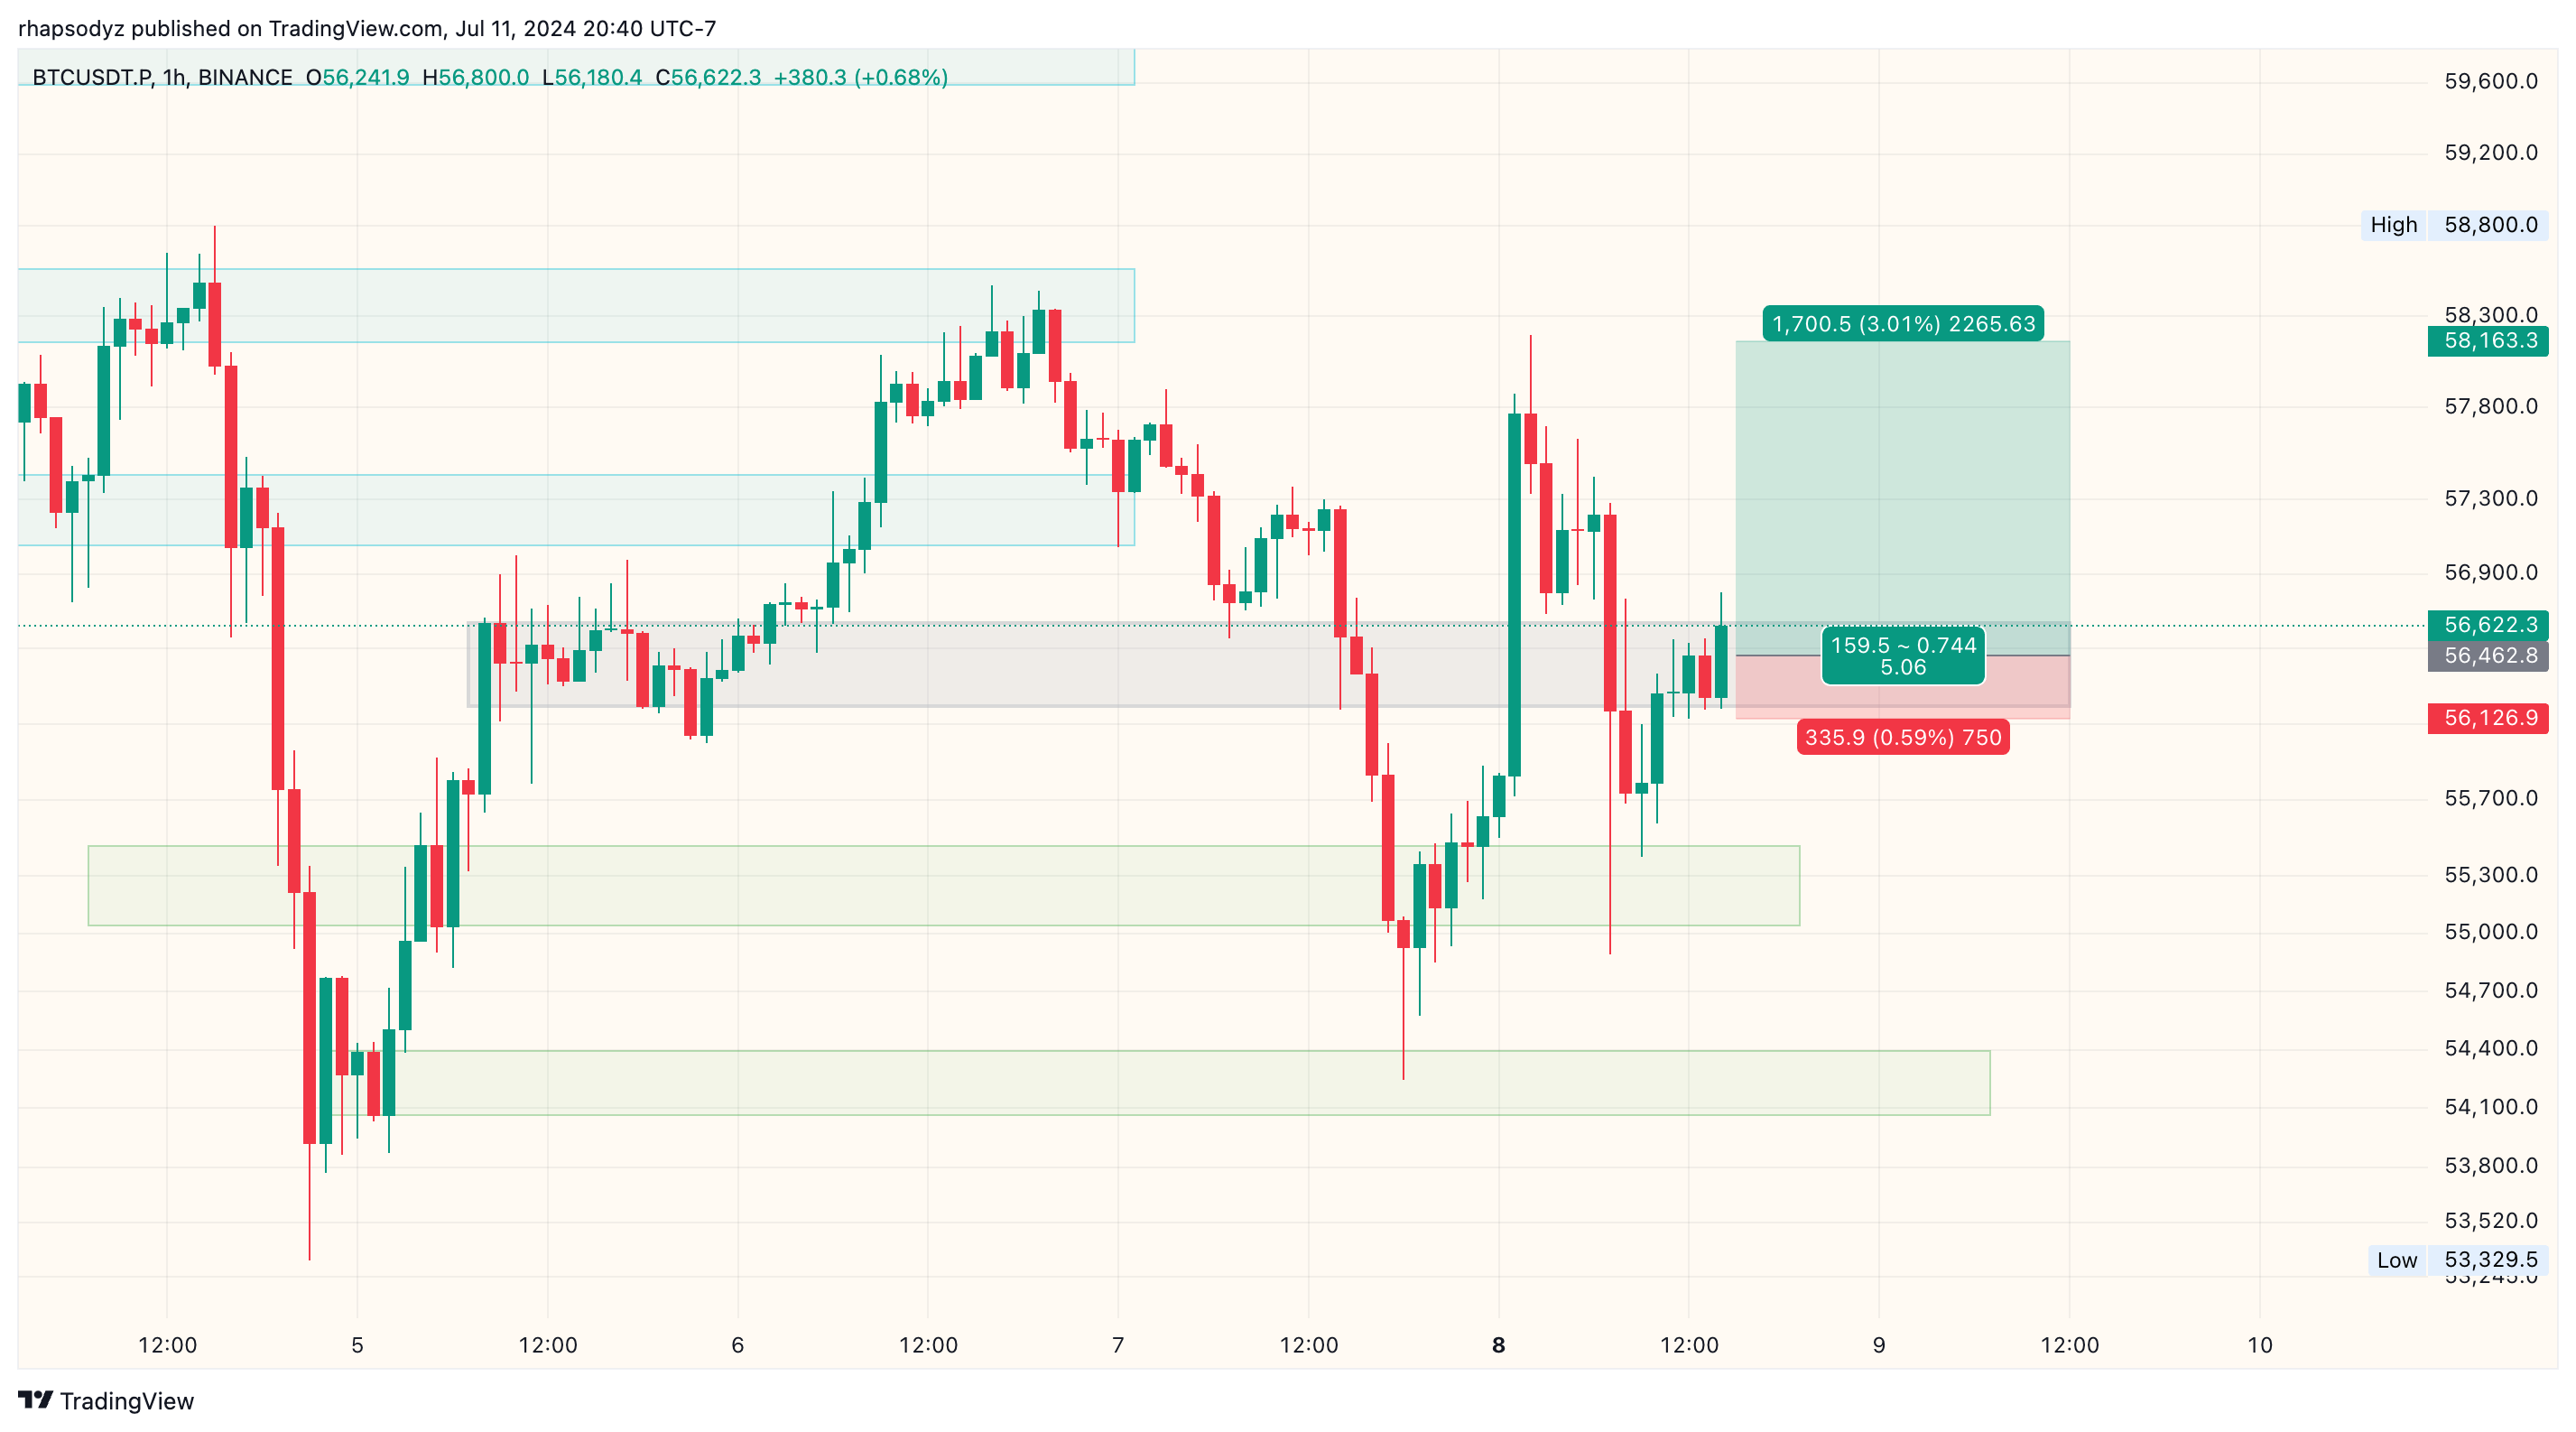 rhapsodyz published on TradingView.com, Jul 11, 2024 20:40 UTC-7
BTCUSDT.P, 1h, BINANCE O56,241.9 H56,800.0 L56,180.4 C56,622.3 +380.3 (+0.68%)
59,600.0
59,200.0
High 58,800.0
58,300.0
1,700.5 (3.01%) 2265.63
58,163.3
57,800.0
57,300.0
56,900.0
56,622.3
159.5 ~ 0.744
5.06
56,462.8
56,126.9
335.9 (0.59%) 750
55,700.0
55,300.0
55,000.0
54,700.0
54,400.0
54,100.0
53,800.0
53,520.0
Low 53,329.5
53,245.0
12:00 5 12:00 6 12:00 7 12:00 8 12:00 9 12:00 10
TradingView